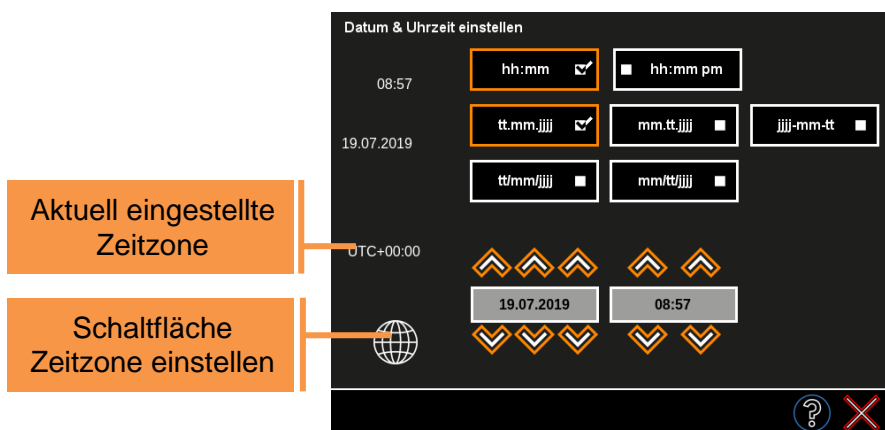 Datum & Uhrzeit einstellen
08:57
hh:mm
hh:mm pm
19.07.2019
tt.mm.jjjj
mm.tt.jjjj
jjjj-mm-tt
tt/mm/jjjj
mm/tt/jjjj
Aktuell eingestellte
Zeitzone
UTC+00:00
19.07.2019
08:57
Schaltfläche
Zeitzone einstellen
?